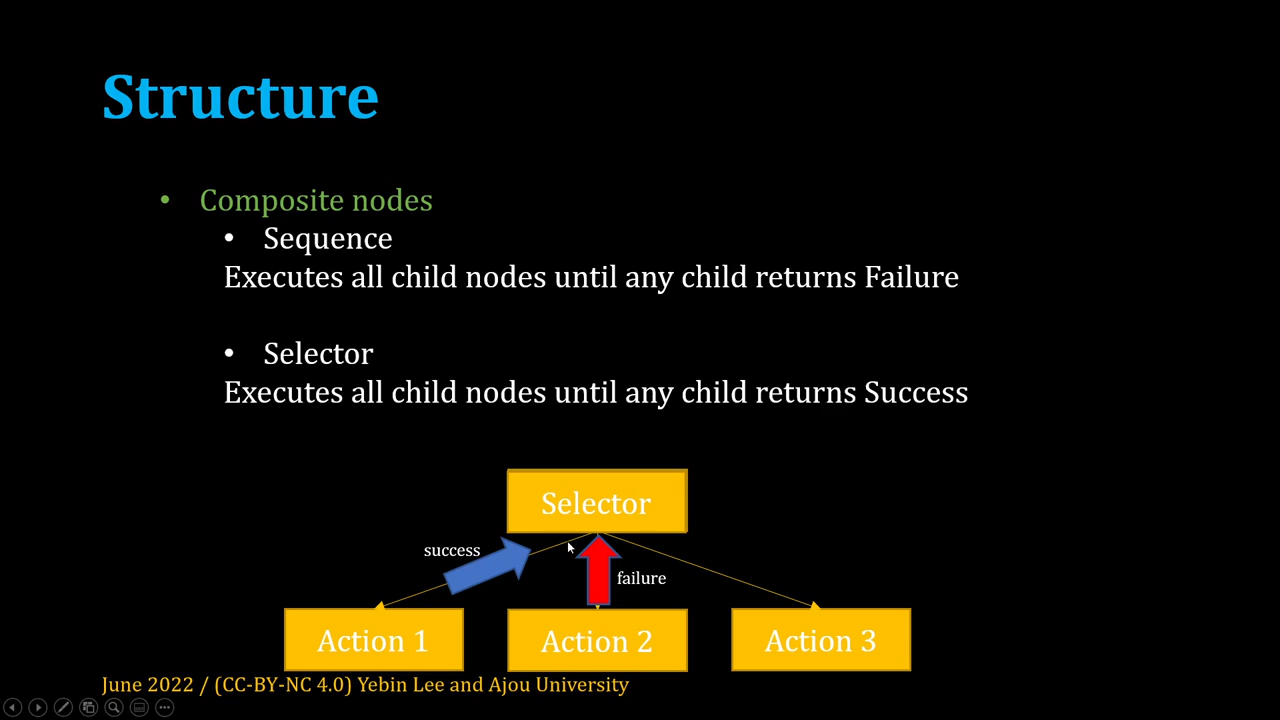 Structure
• Composite nodes
• Sequence
Executes all child nodes until any child returns Failure
• Selector
Executes all child nodes until any child returns Success
Selector
success
failure
Action 1
Action 2
Action 3
June 2022 / (CC-BY-NC 4.0) Yebin Lee and Ajou University